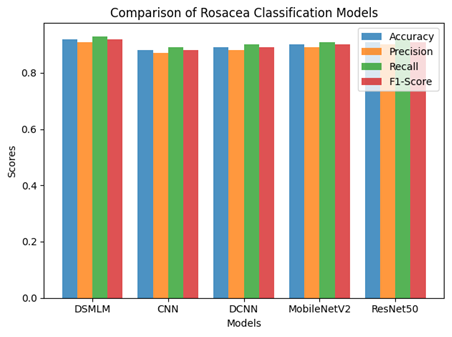 Comparison of Rosacea Classification Models
Accuracy
Precision
Recall
F1-Score
Scores
0.8
0.6
0.4
0.2
0.0
DSMLM
CNN
DCNN
MobileNetV2
ResNet50
Models